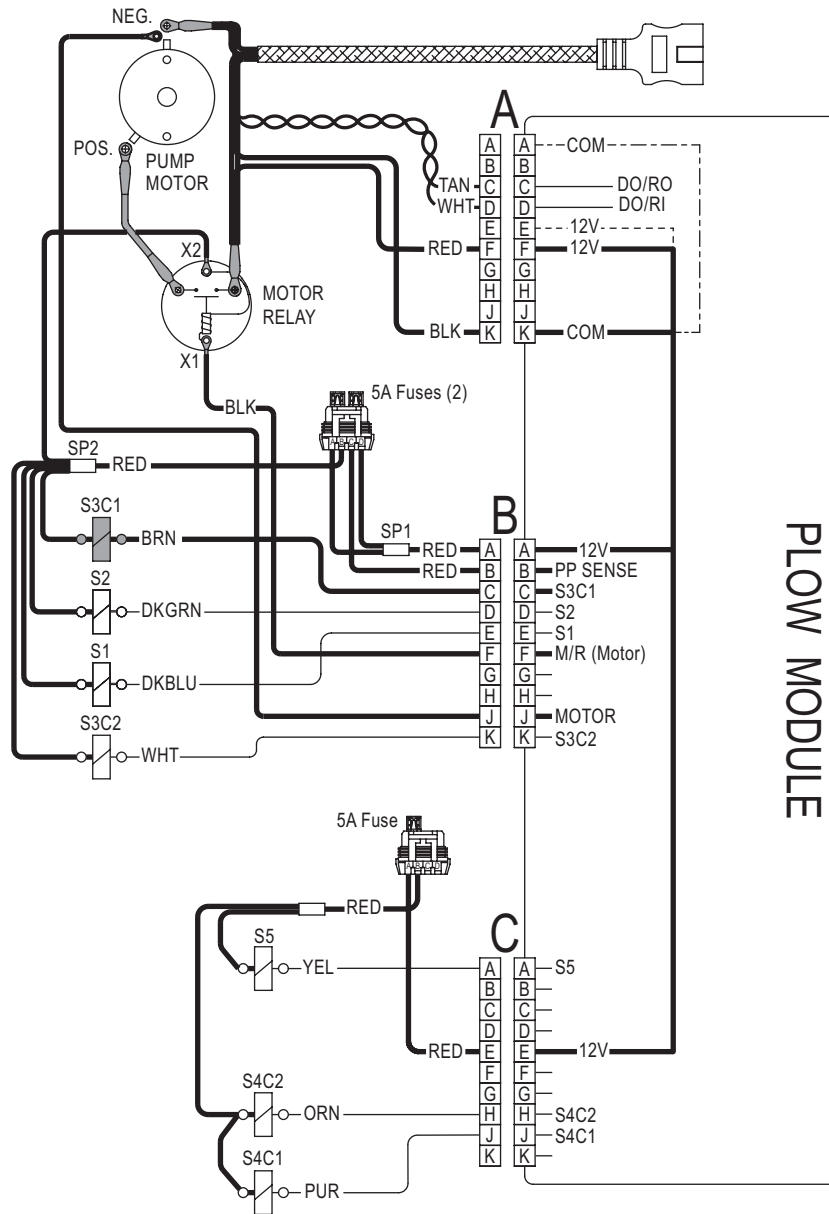 NEG.
POS.
PUMP
MOTOR
X2
MOTOR
RELAY
X1
BLK
5A Fuses (2)
A B C D
SP2
RED
S3C1
BRN
S2
DKGRN
S1
DKBLU
S3C2
WHT
SP1
RED
RED
A
TAN
WHT
RED
BLK
A A COM
B B
C C DO/RO
D D DO/RI
E E 12V
F F 12V
G G
H H
J J
K K COM
B
A A 12V
B B PP SENSE
C C S3C1
D D S2
E E S1
F F M/R (Motor)
G G
H H
J J MOTOR
K K S3C2
5A Fuse
A B C D
RED
S5
YEL
RED
S4C2
ORN
S4C1
PUR
C
A A S5
B B
C C
D D
E E 12V
F F
G G
H H S4C2
J J S4C1
K K
PLOW MODULE